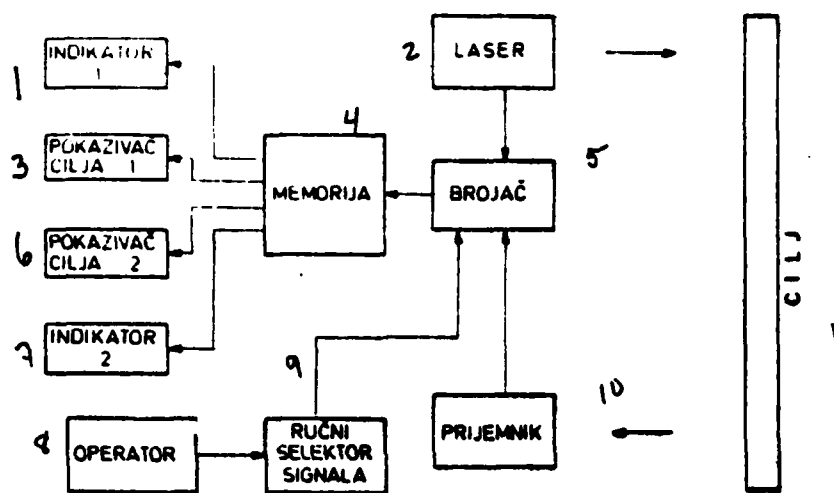 INDIKATOR
1
1
2
LASER
POKAZIVAČ
CILJA 1
3
4
MEMORIJA
5
BROJAČ
POKAZIVAČ
CILJA 2
6
CILJ
INDIKATOR
2
7
9
10
8
OPERATOR
RUČNI
SELEKTOR
SIGNALA
PRIJEMNIK